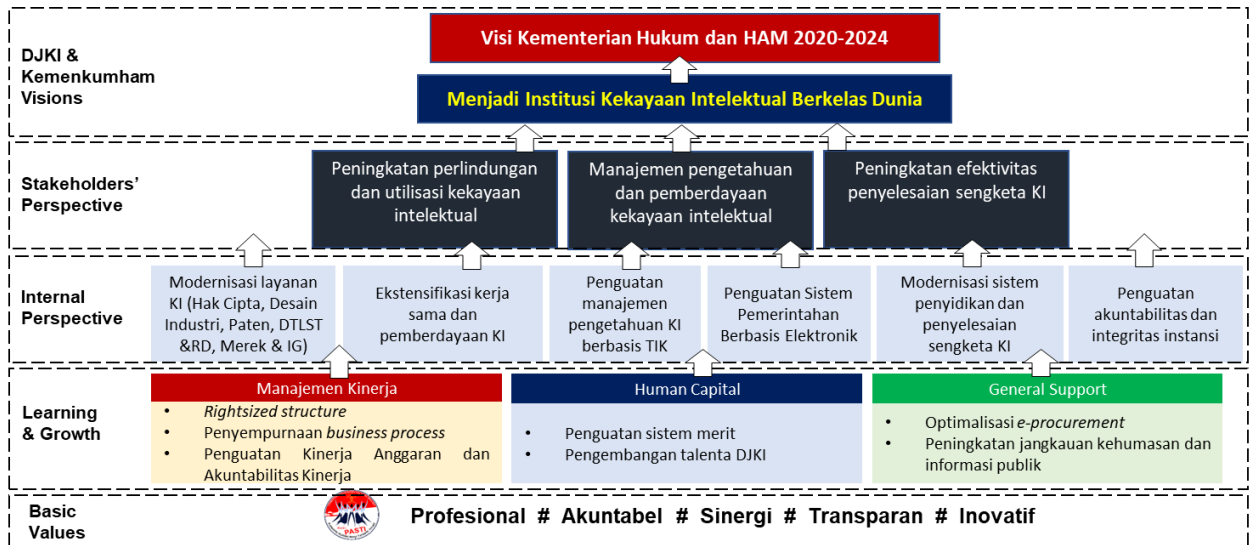 DJKI &
Kemenkumham
Visions
Visi Kementerian Hukum dan HAM 2020-2024
Menjadi Institusi Kekayaan Intelektual Berkelas Dunia
Stakeholders’
Perspective
Peningkatan perlindungan
dan utilisasi kekayaan
intelektual
Manajemen pengetahuan
dan pemberdayaan
kekayaan intelektual
Peningkatan efektivitas
penyelesaian sengketa KI
Internal
Perspective
Modernisasi layanan
KI (Hak Cipta, Desain
Industri, Paten, DTLST
&RD, Merek & IG)
Ekstensifikasi kerja
sama dan
pemberdayaan KI
Penguatan
manajemen
pengetahuan KI
berbasis TIK
Penguatan Sistem
Pemerintahan
Berbasis Elektronik
Modernisasi sistem
penyidikan dan
penyelesaian
sengketa KI
Penguatan
akuntabilitas dan
integritas instansi
Learning
& Growth
Manajemen Kinerja
• Rightsized structure
• Penyempurnaan business process
• Penguatan Kinerja Anggaran dan
Akuntabilitas Kinerja
Human Capital
• Penguatan sistem merit
• Pengembangan talenta DJKI
General Support
• Optimalisasi e-procurement
• Peningkatan jangkauan kehumasan dan
informasi publik
Basic
Values
PASTI
Profesional # Akuntabel # Sinergi # Transparan # Inovatif